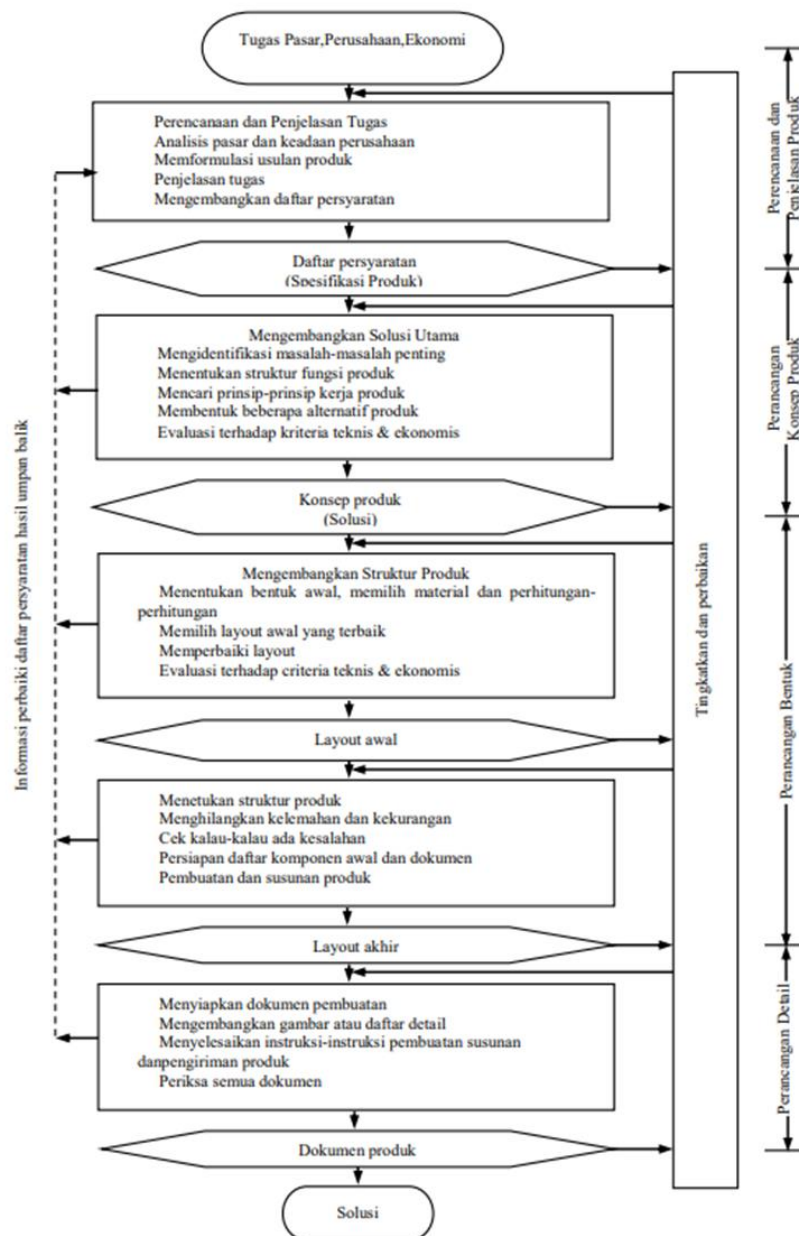 Tugas Pasar,Perusahaan,Ekonomi
Perencanaan dan Penjelasan Tugas
Analisis pasar dan keadaan perusahaan
Memformulasi usulan produk
Penjelasan tugas
Mengembangkan daftar persyaratan
Daftar persyaratan
(Spesifikasi Produk)
Mengembangkan Solusi Utama
Mengidentifikasi masalah-masalah penting
Menentukan struktur fungsi produk
Mencari prinsip-prinsip kerja produk
Membentuk beberapa alternatif produk
Evaluasi terhadap kriteria teknis & ekonomis
Konsep produk
(Solusi)
Mengembangkan Struktur Produk
Menentukan bentuk awal, memilih material dan perhitungan-
perhitungan
Memilih layout awal yang terbaik
Memperbaiki layout
Evaluasi terhadap criteria teknis & ekonomis
Layout awal
Menetukan struktur produk
Menghilangkan kelemahan dan kekurangan
Cek kalau-kalau ada kesalahan
Persiapan daftar komponen awal dan dokumen
Pembuatan dan susunan produk
Layout akhir
Menyiapkan dokumen pembuatan
Mengembangkan gambar atau daftar detail
Menyelesaikan instruksi-instruksi pembuatan susunan
danpengiriman produk
Periksa semua dokumen
Dokumen produk
Solusi
Informasi perbaiki daftar persyaratan hasil umpan balik
Tingkatkan dan perbaikan
Perencanaan dan
Penjelasan Produk
Perancangan
Konsep Produk
Perancangan Bentuk
Perancangan Detail